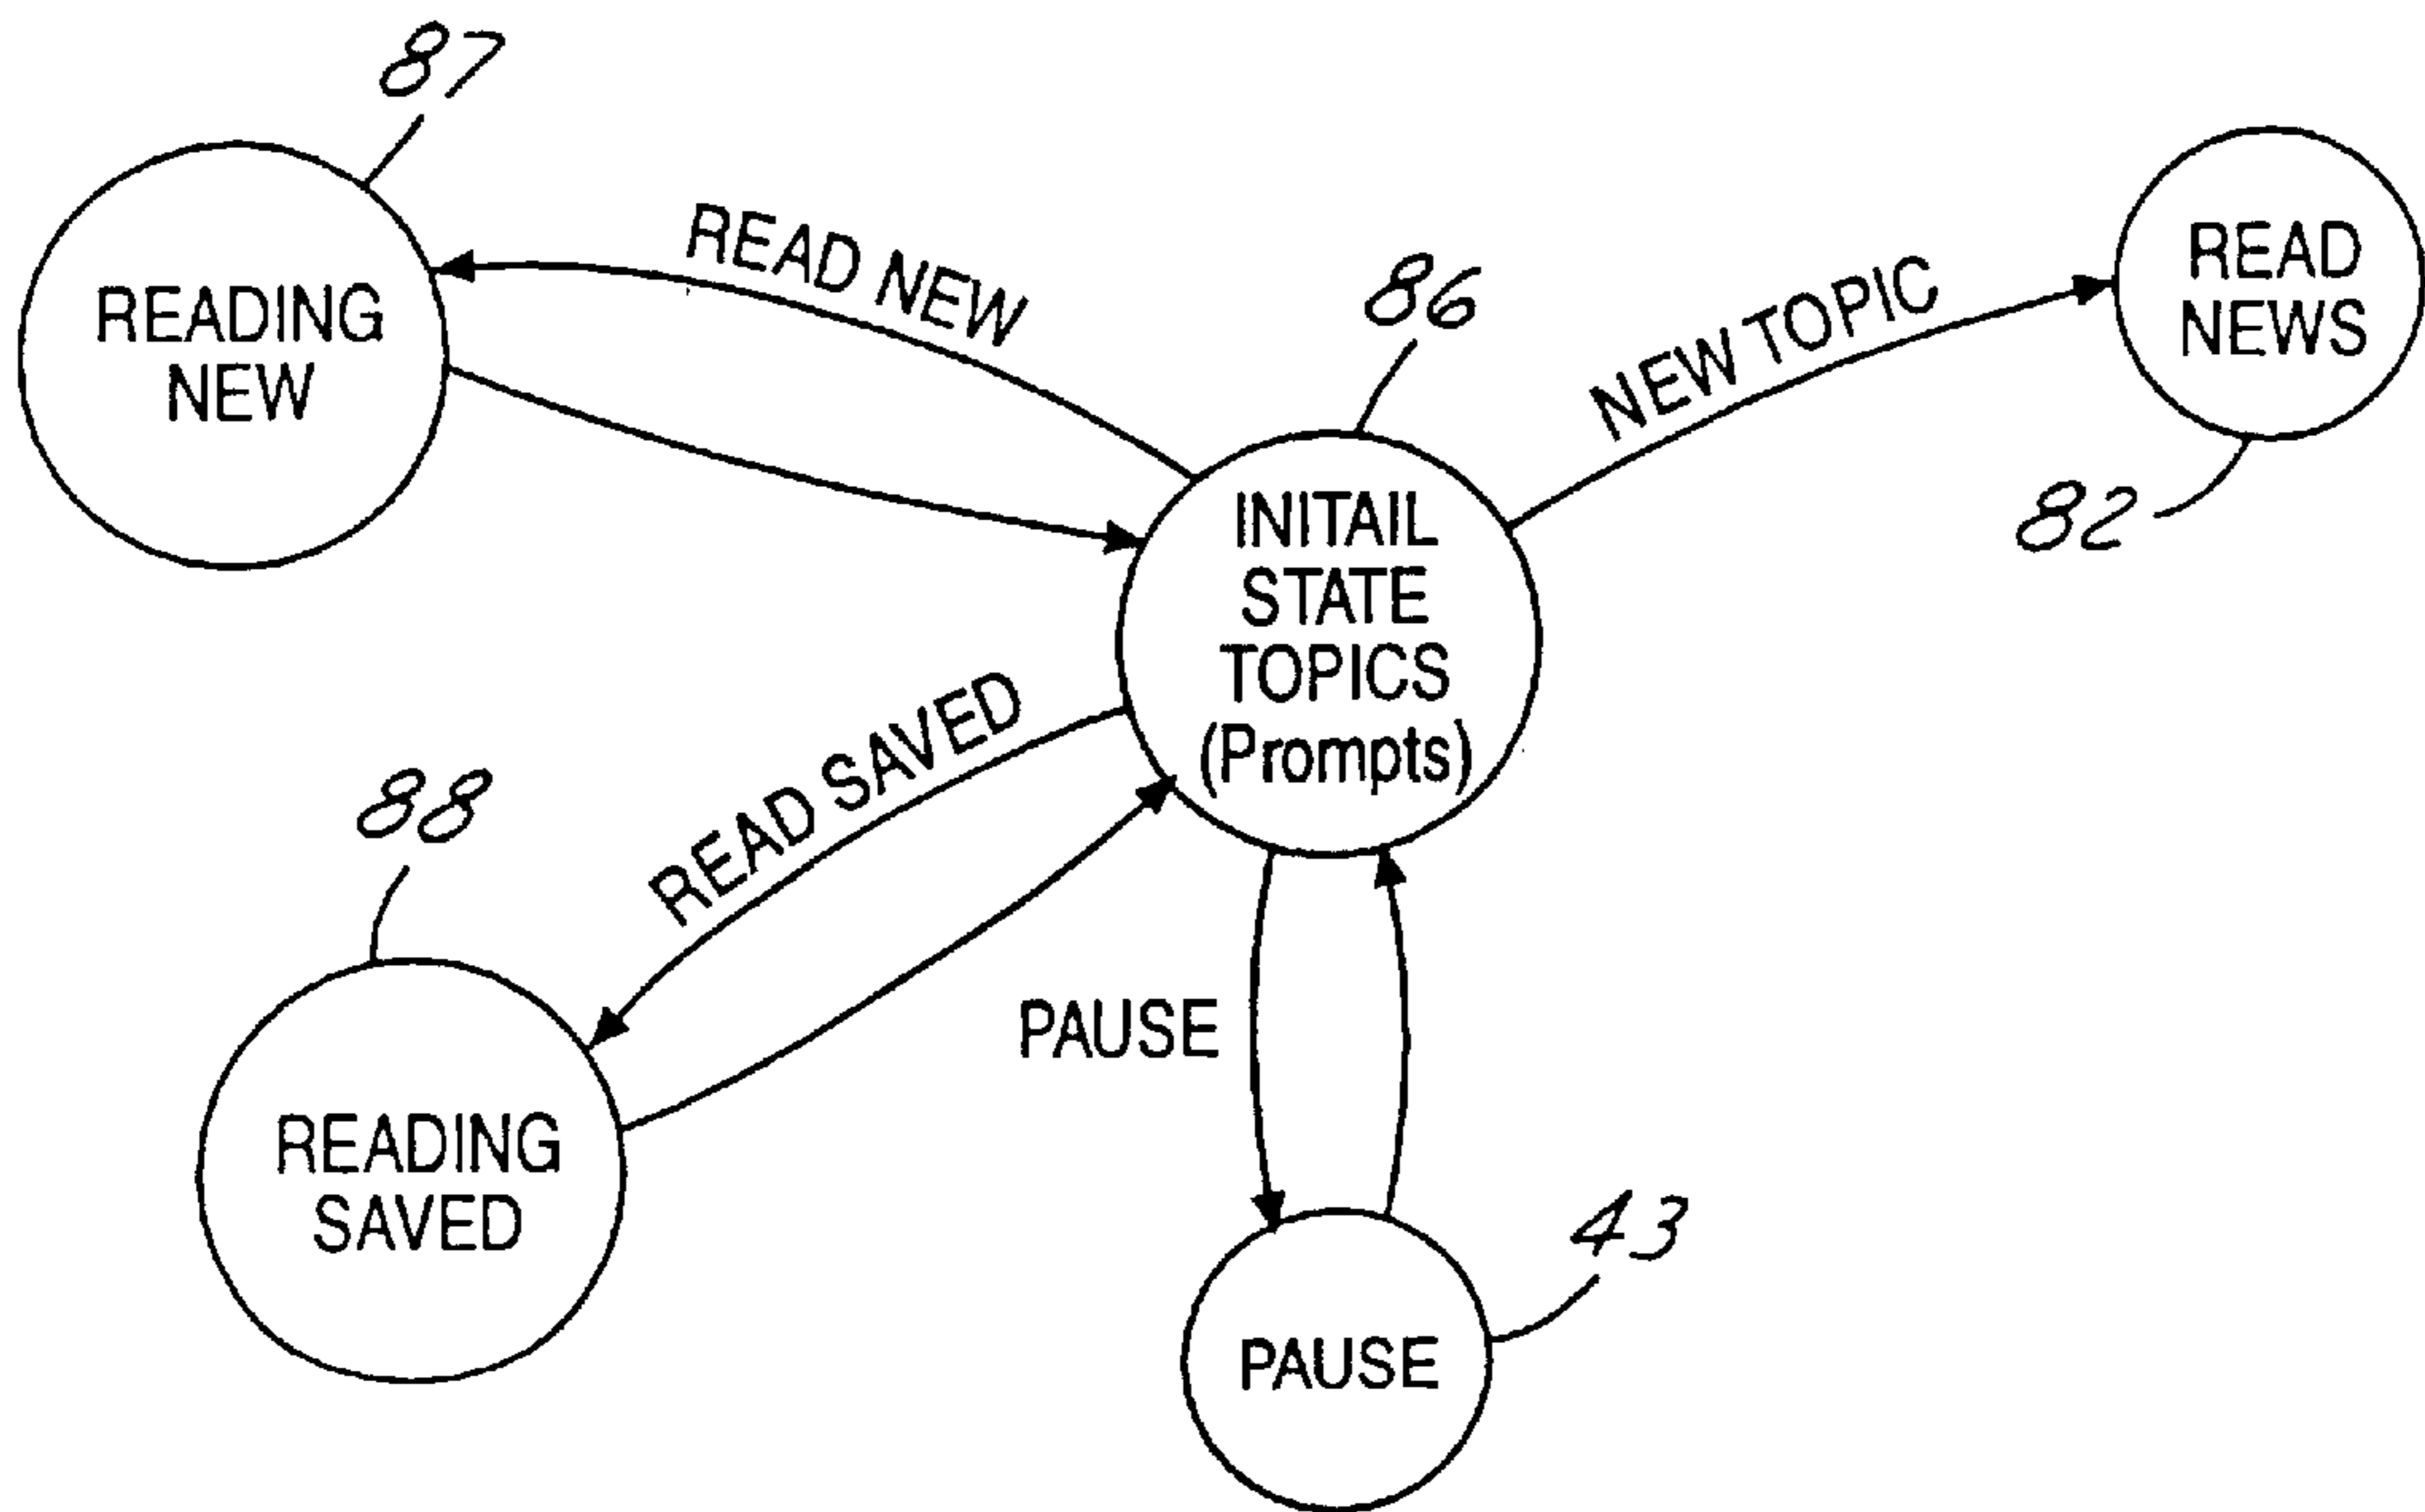 87
READING
NEW
READ NEW
86
NEW TOPIC
READ
NEWS
82
INITAIL
STATE
TOPICS
(Prompts)
READ SAVED
88
READING
SAVED
PAUSE
43
PAUSE